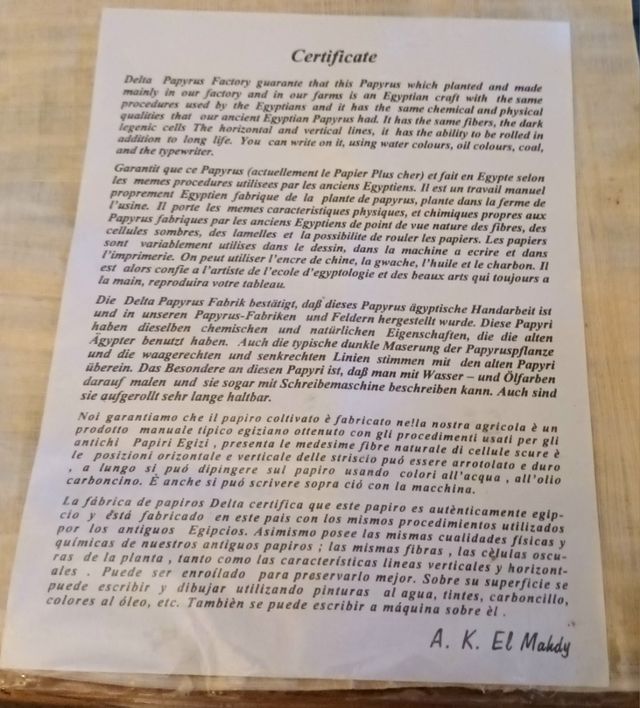 Certificate
Delta Papyrus Factory guarante that this Papyrus which planted and made
mainly in our factory and in our farms is an Egyptian craft with the same
procedures used by the Egyptians and it has the same chemical and physical
qualities that our ancient Egyptian Papyrus had. It has the same fibers, the dark
legenic cells The horizontal and vertical lines, it has the ability to be rolled in
addition to long life. You can write on it, using water colours, oil colours, coal,
and the typewriter.
Garantit que ce Papyrus (actuellement le Papier Plus cher) et fait en Egypte selon
les memes procedures utilisees par les anciens Egyptiens. Il est un travail manuel
proprement Egyptien fabrique de la plante de papyrus, plante dans la ferme de
l'usine. Il porte les memes caracteristiques physiques, et chimiques propres aux
Papyrus fabriques par les anciens Egyptiens de point de vue nature des fibres, des
cellules sombres, des lamelles et la possibilite de rouler les papiers. Les papiers
sont variablement utilises dans le dessin, dans la machine a ecrire et dans
l'imprimerie. On peut utiliser l'encre de chine, la gwache, l'huile et le charbon. Il
est alors confie a l'artiste de l'ecole d'egyptologie et des beaux arts qui toujours a
la main, reproduira votre tableau.
Die Delta Papyrus Fabrik bestätigt, daß dieses Papyrus ägyptische Handarbeit ist
und in unseren Papyrus-Fabriken und Feldern hergestellt wurde. Diese Papyri
haben dieselben chemischen und natürlichen Eigenschaften, die die alten
Ägypter benutzt haben. Auch die typische dunkle Maserung der Papyruspflanze
und die waagerechten und senkrechten Linien stimmen mit den alten Papyri
überein. Das Besondere an diesen Papyri ist, daß man mit Wasser – und Ölfarben
darauf malen und sie sogar mit Schreibemaschine beschreiben kann. Auch sind
sie aufgerollt sehr lange haltbar.
Noi garantiamo che il papiro coltivato è fabricato nella nostra agricola è un
prodotto manuale tipico egiziano ottenuto con gli procedimenti usati per gli
antichi Papiri Egizi , presenta le medesime fibre naturale di cellule scure è
le posizioni orizontale e verticale delle striscio puó essere arrotolato e duro
, a lungo si puó dipingere sul papiro usando colori all'acqua , all'olio
carboncino. È anche si puó scrivere sopra ció con la macchina.
La fábrica de papiros Delta certifica que este papiro es autènticamente egip-
cio y está fabricado en este pais con los mismos procedimientos utilizados
por los antiguos Egipcios. Asimismo posee las mismas cualidades físicas y
químicas de nuestros antiguos papiros ; las mismas fibras , las cèlulas oscu-
ras de la planta , tanto como las características lineas verticales y horizont-
ales . Puede ser enroílado para preservarlo mejor. Sobre su superficie se
puede escribir y dibujar utilizando pinturas al agua, tintes, carboncillo,
colores al óleo, etc. Tambièn se puede escribir a máquina sobre èl .
A. K. El Mahdy